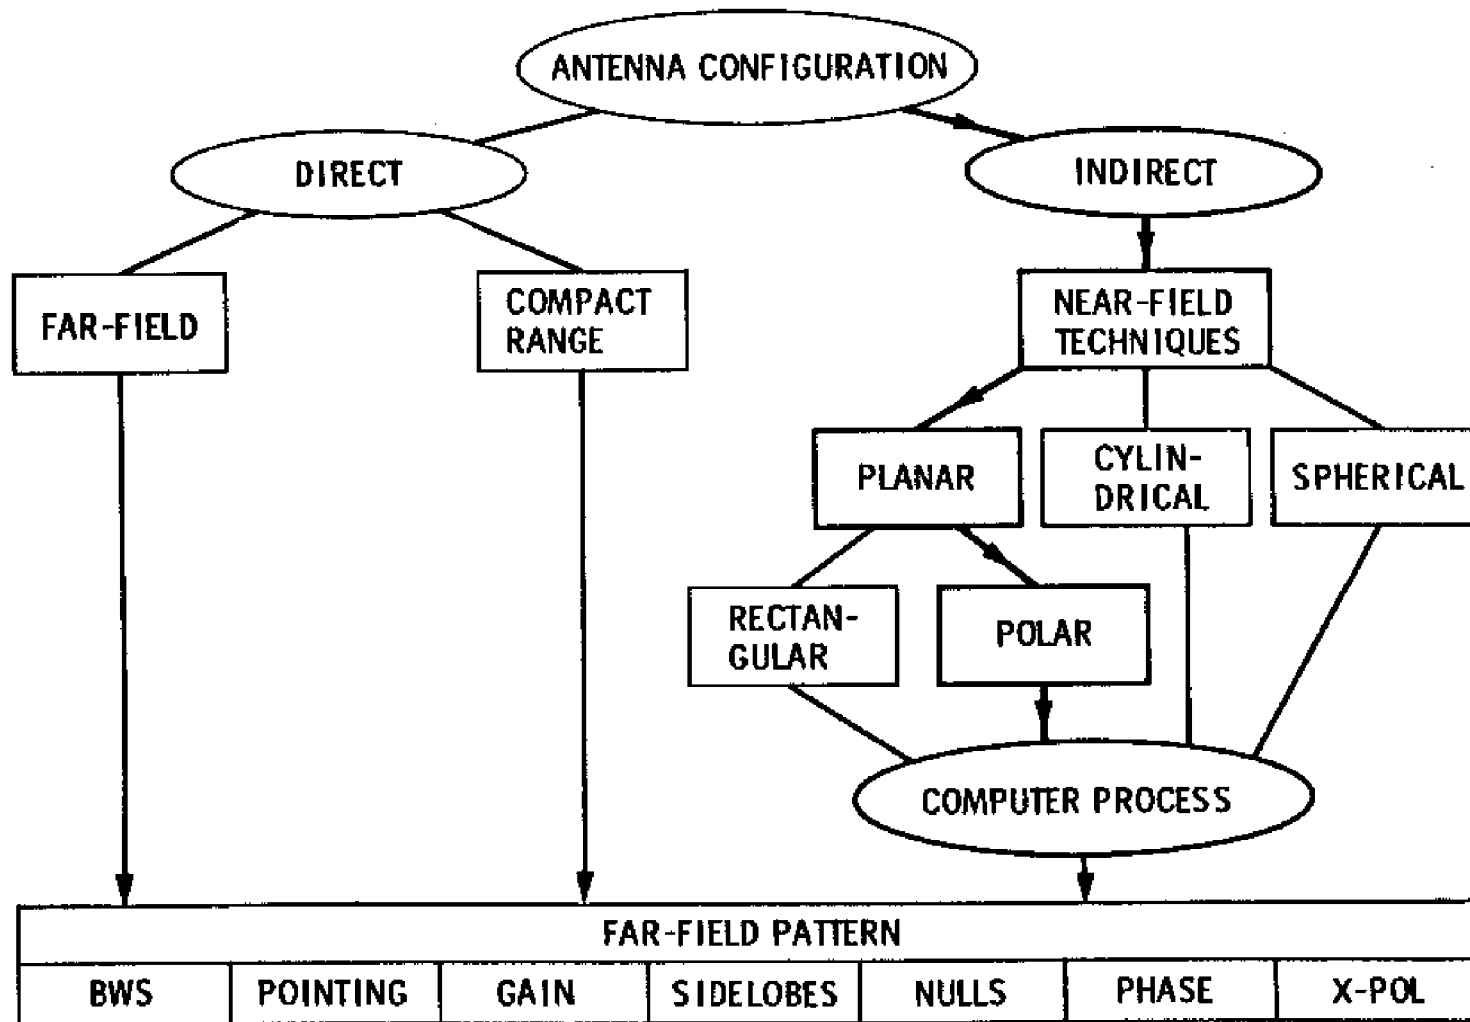 ANTENNA CONFIGURATION
DIRECT
INDIRECT
FAR-FIELD
COMPACT
RANGE
NEAR-FIELD
TECHNIQUES
PLANAR
CYLIN-
DRICAL
SPHERICAL
RECTAN-
GULAR
POLAR
COMPUTER PROCESS
FAR-FIELD PATTERN
BWS
POINTING
GAIN
SIDELOBES
NULLS
PHASE
X-POL